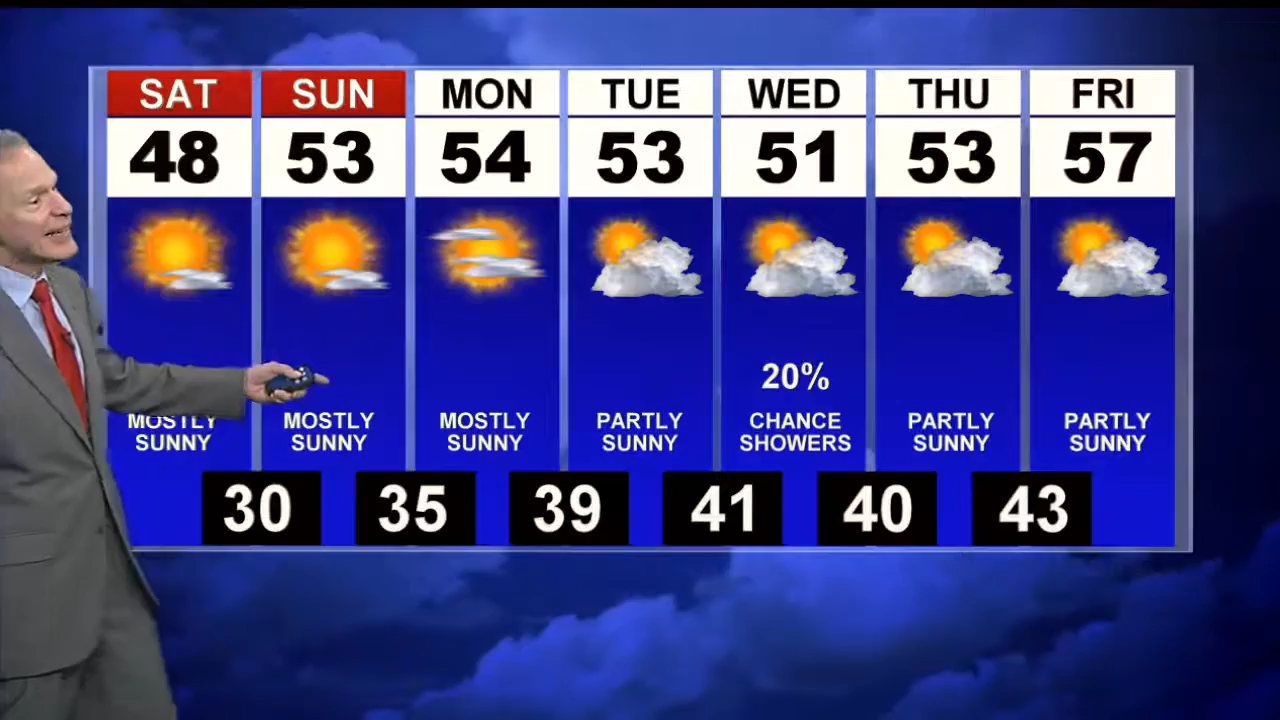 SAT SUN MON TUE WED THU FRI
48 53 54 53 51 53 57
20%
MOSTLY MOSTLY MOSTLY PARTLY CHANCE PARTLY PARTLY
SUNNY SUNNY SUNNY SUNNY SHOWERS SUNNY SUNNY
30 35 39 41 40 43